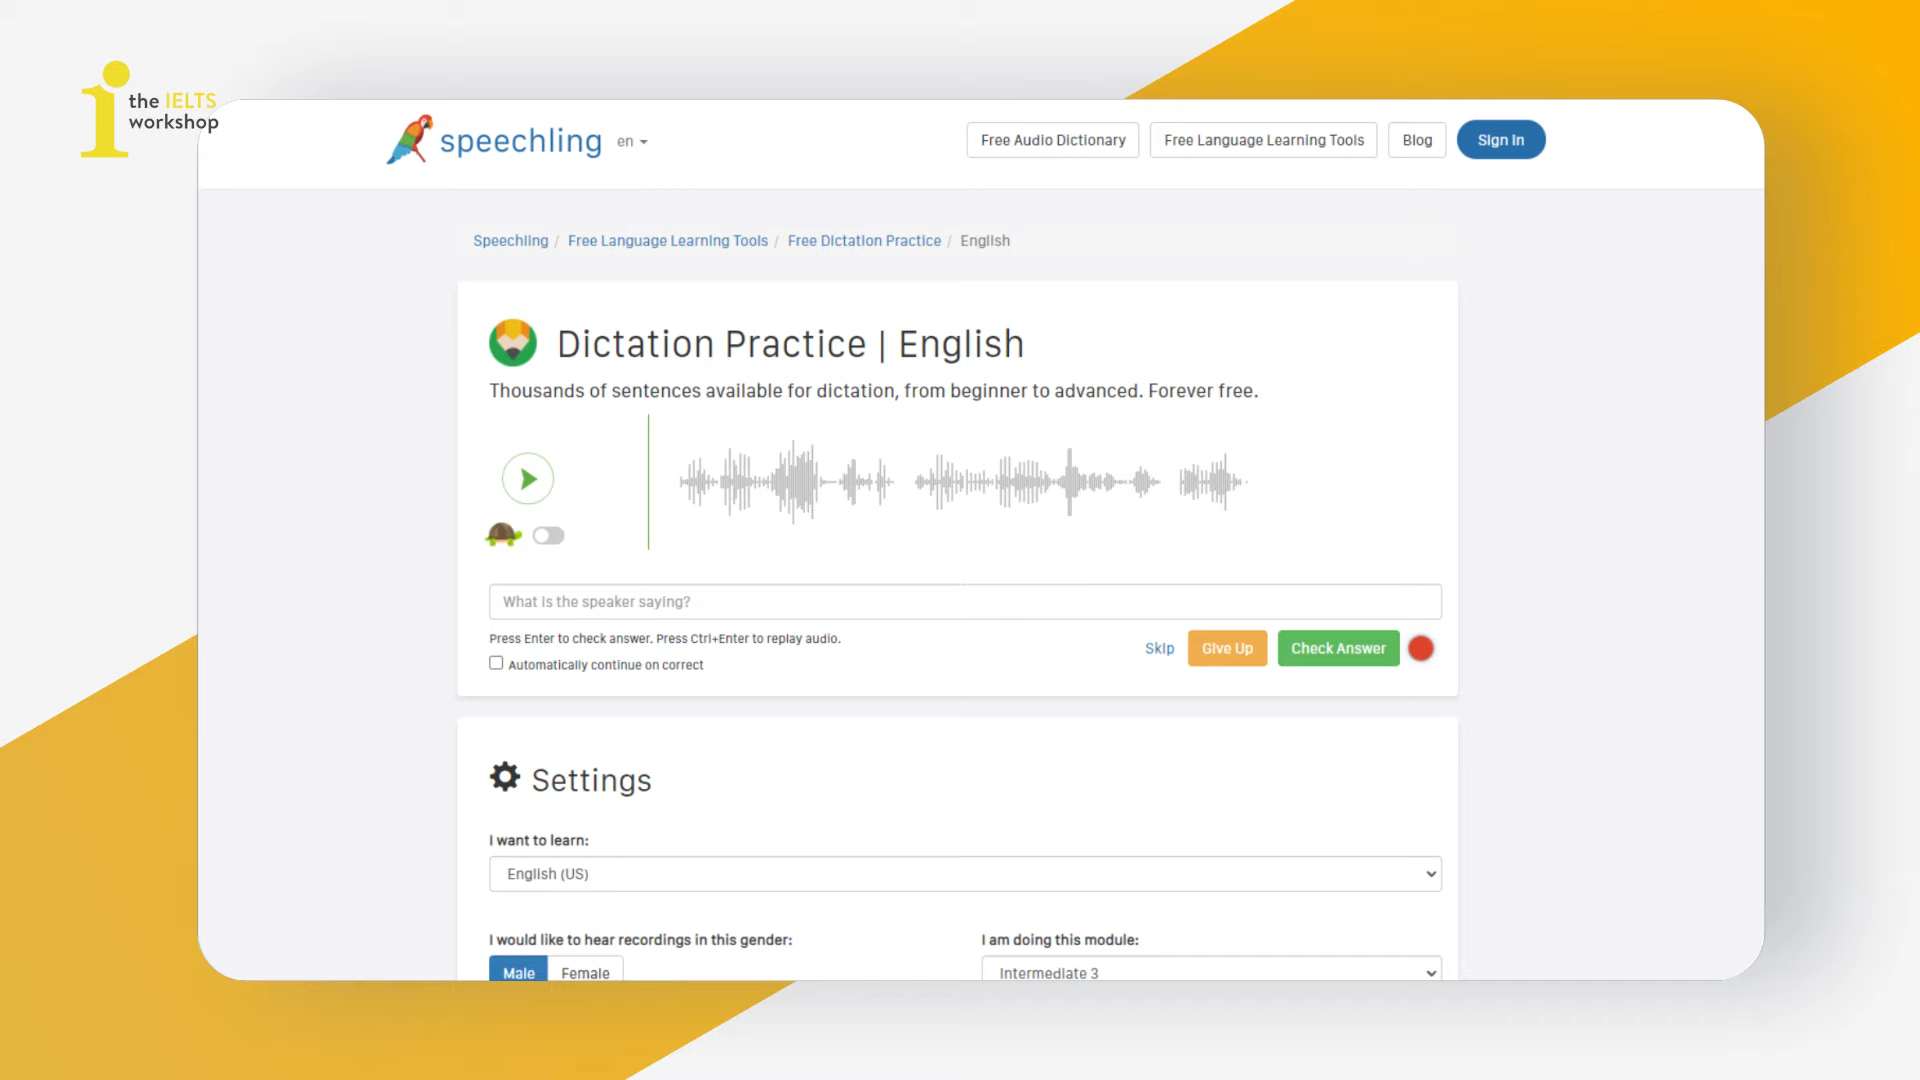 the IELTS
workshop
speechling en
Free Audio Dictionary Free Language Learning Tools Blog Sign In
Speechling / Free Language Learning Tools / Free Dictation Practice / English
Dictation Practice | English
Thousands of sentences available for dictation, from beginner to advanced. Forever free.
What is the speaker saying?
Press Enter to check answer. Press Ctrl+Enter to replay audio.
Automatically continue on correct
Skip Give Up Check Answer
Settings
I want to learn:
English (US)
I would like to hear recordings in this gender: I am doing this module:
Male Female Intermediate 3